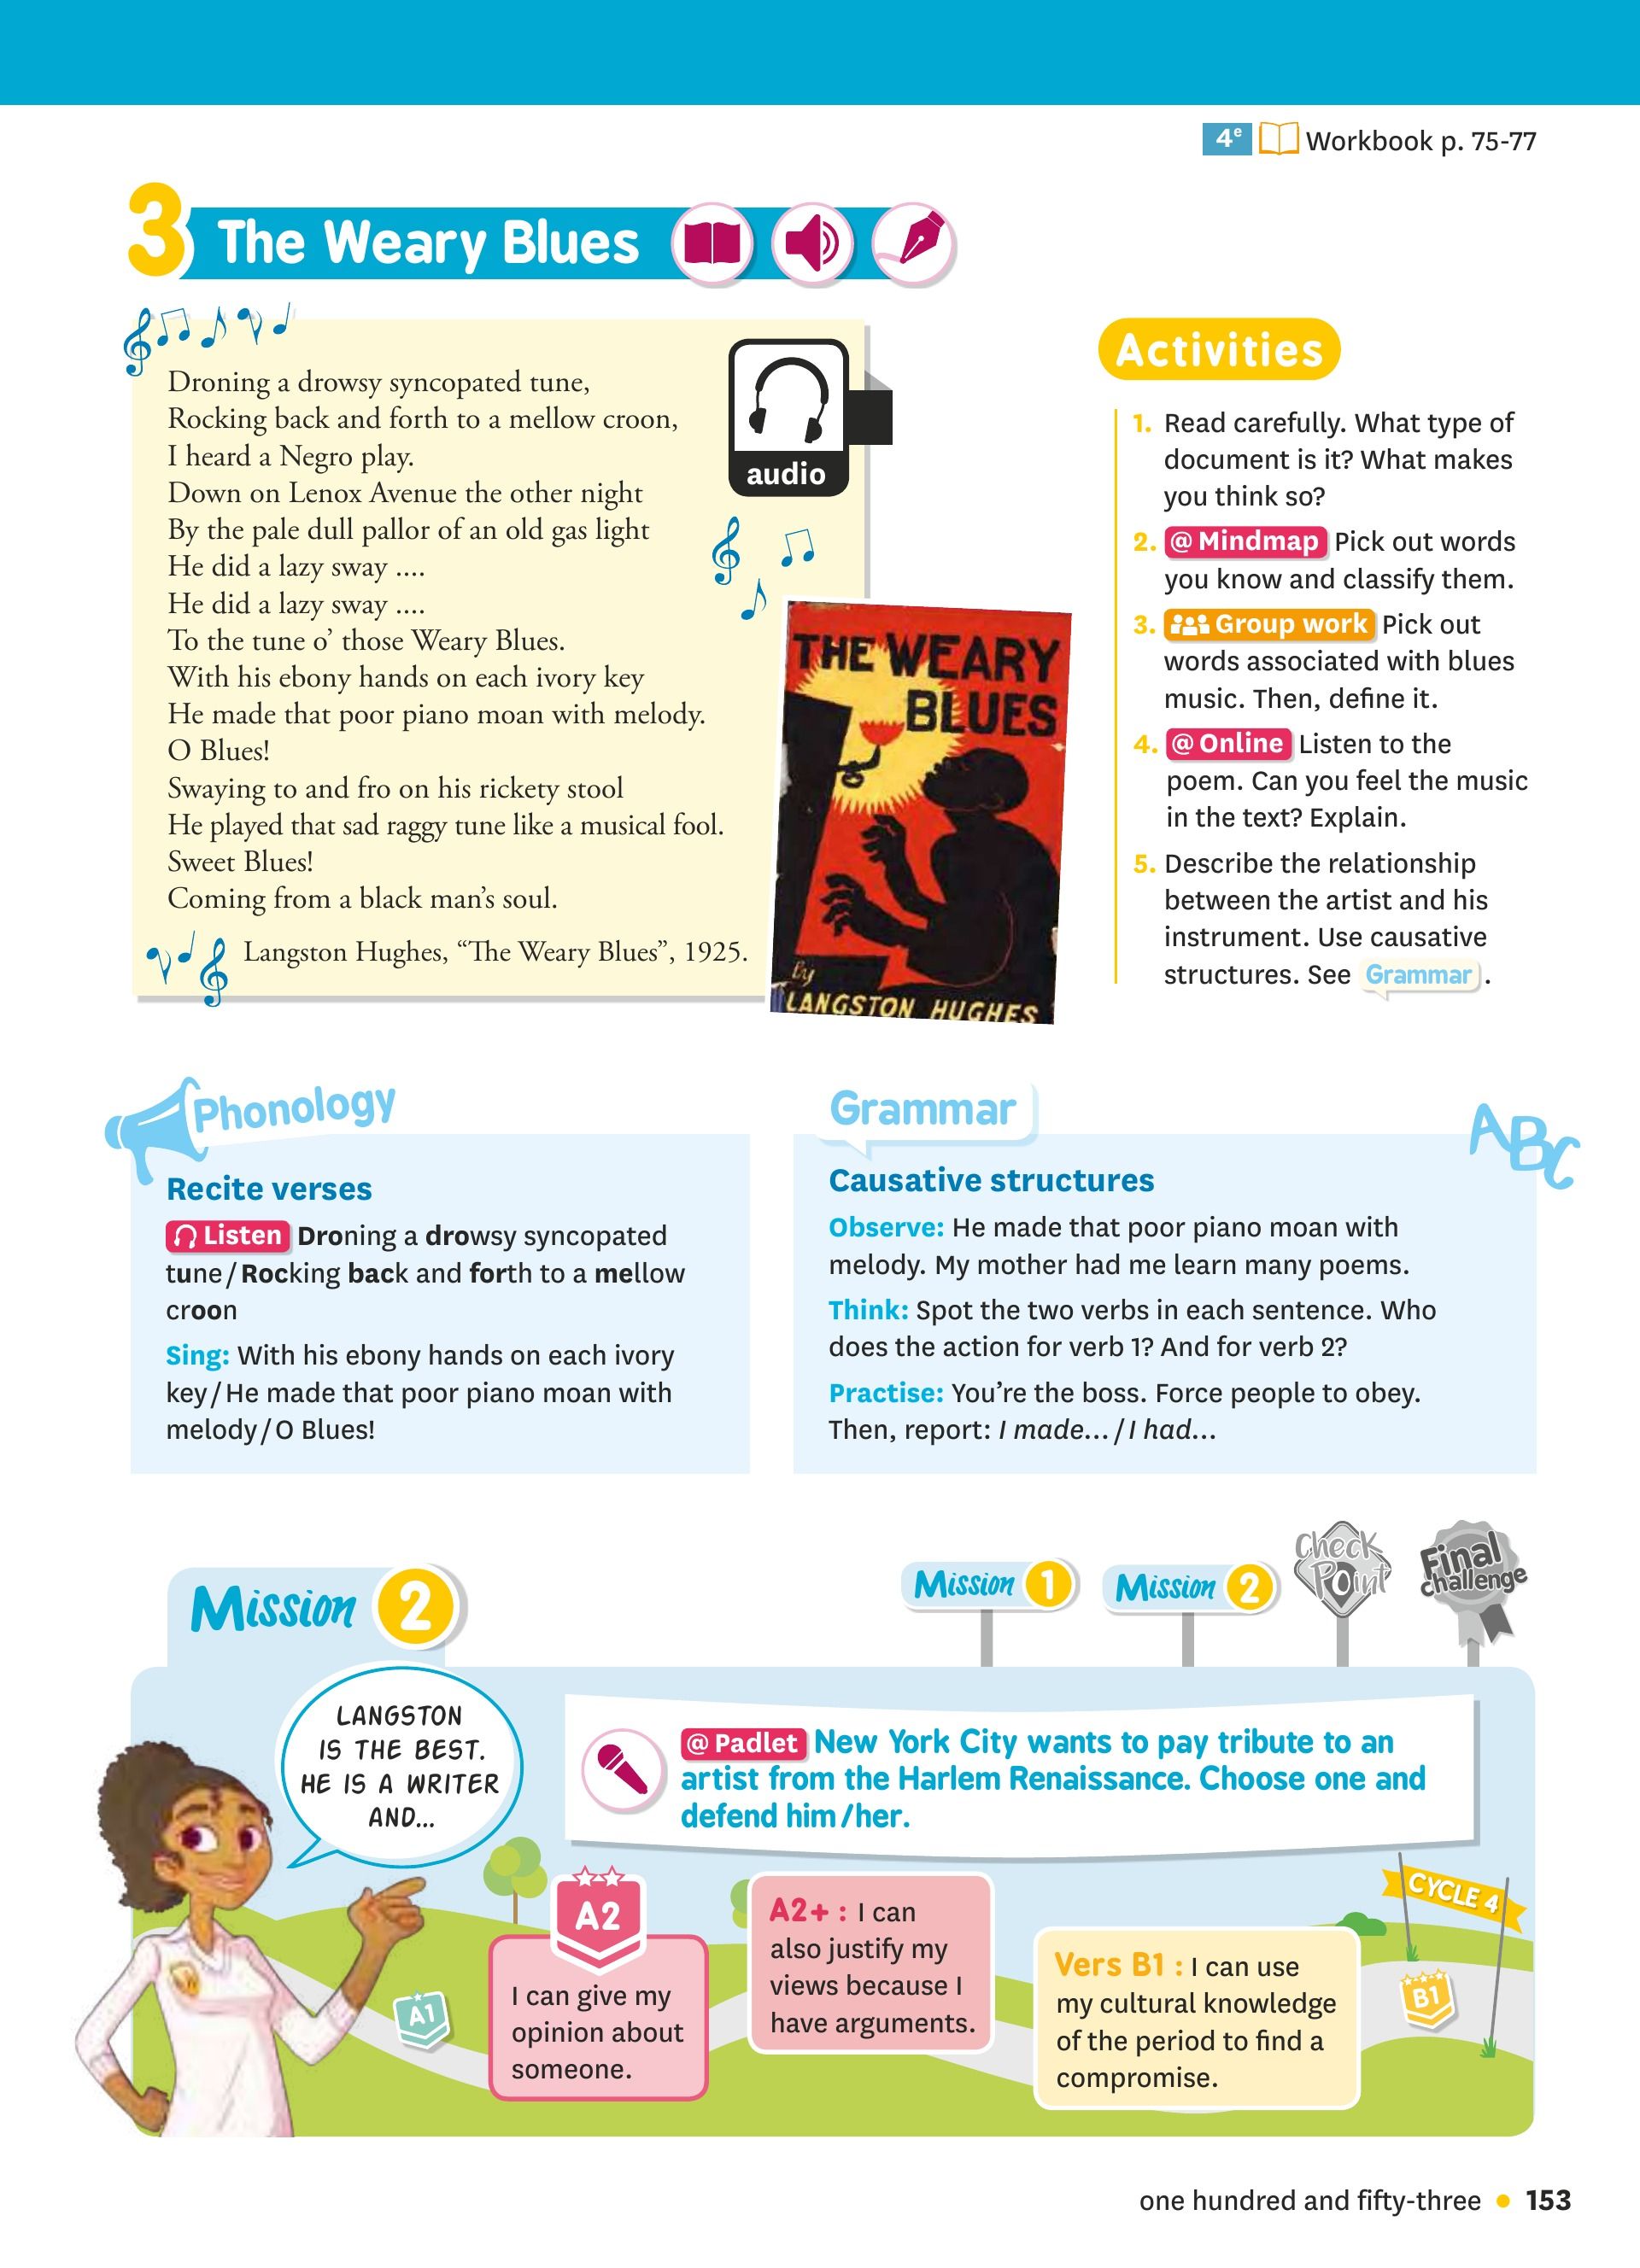 4e Workbook p. 75-77
3 The Weary Blues
Droning a drowsy syncopated tune,
Rocking back and forth to a mellow croon,
I heard a Negro play.
Down on Lenox Avenue the other night
By the pale dull pallor of an old gas light
He did a lazy sway ....
He did a lazy sway ....
To the tune o’ those Weary Blues.
With his ebony hands on each ivory key
He made that poor piano moan with melody.
O Blues!
Swaying to and fro on his rickety stool
He played that sad raggy tune like a musical fool.
Sweet Blues!
Coming from a black man’s soul.
Langston Hughes, “The Weary Blues”, 1925.
audio
THE WEARY
BLUES
By
LANGSTON HUGHES
Activities
1. Read carefully. What type of
document is it? What makes
you think so?
2. @ Mindmap Pick out words
you know and classify them.
3. Group work Pick out
words associated with blues
music. Then, define it.
4. @ Online Listen to the
poem. Can you feel the music
in the text? Explain.
5. Describe the relationship
between the artist and his
instrument. Use causative
structures. See Grammar.
Phonology
Recite verses
Listen Droning a drowsy syncopated
tune/Rocking back and forth to a mellow
croon
Sing: With his ebony hands on each ivory
key/He made that poor piano moan with
melody/O Blues!
Grammar
ABC
Causative structures
Observe: He made that poor piano moan with
melody. My mother had me learn many poems.
Think: Spot the two verbs in each sentence. Who
does the action for verb 1? And for verb 2?
Practise: You’re the boss. Force people to obey.
Then, report: I made.../I had...
Mission 2
Mission 1
Mission 2
Check
Point
Final
challenge
LANGSTON
IS THE BEST.
HE IS A WRITER
AND...
@ Padlet New York City wants to pay tribute to an
artist from the Harlem Renaissance. Choose one and
defend him/her.
A1
A2
I can give my
opinion about
someone.
A2+ : I can
also justify my
views because I
have arguments.
Vers B1 : I can use
my cultural knowledge
of the period to find a
compromise.
CYCLE 4
B1
one hundred and fifty-three • 153